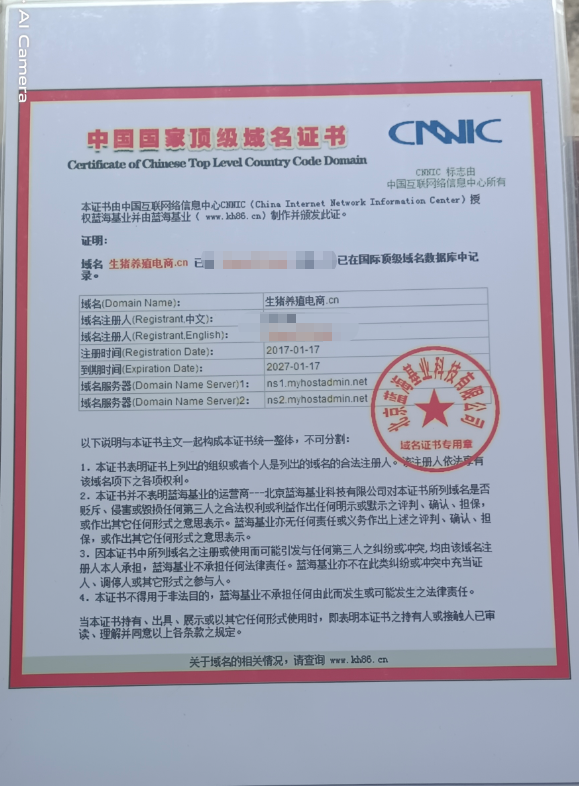 AI Camera
中国国家顶级域名证书
Certificate of Chinese Top Level Country Code Domain
CNNIC
CNNIC 标志由
中国互联网络信息中心所有
本证书由中国互联网络信息中心CNNIC（China Internet Network Information Center）授
权蓝海基业并由蓝海基业（ www.kh86.cn）制作并颁发此证。
证明：
域名 生猪养殖电商.cn 已 已在国际顶级域名数据库中记
录。
域名(Domain Name): 生猪养殖电商.cn
域名注册人(Registrant,中文):
域名注册人(Registrant,English):
注册时间(Registration Date): 2017-01-17
到期时间(Expiration Date): 2027-01-17
域名服务器(Domain Name Server)1: ns1.myhostadmin.net
域名服务器(Domain Name Server)2: ns2.myhostadmin.net
北京蓝海基业科技有限公司
域名证书专用章
以下说明与本证书主文一起构成本证书统一整体，不可分割：
1．本证书表明证书上列出的组织或者个人是列出的域名的合法注册人。该注册人依法享有
该域名项下之各项权利。
2．本证书并不表明蓝海基业的运营商---北京蓝海基业科技有限公司对本证书所列域名是否
贬斥、侵害或毁损任何第三人之合法权利或利益作出任何明示或默示之评判、确认、担保，
或作出其它任何形式之意思表示。蓝海基业亦无任何责任或义务作出上述之评判、确认、担
保，或作出其它任何形式之意思表示。
3．因本证书中所列域名之注册或使用而可能引发与任何第三人之纠纷或冲突，均由该域名注
册人本人承担，蓝海基业不承担任何法律责任。蓝海基业亦不在此类纠纷或冲突中充当证
人、调停人或其它形式之参与人。
4．本证书不得用于非法目的，蓝海基业不承担任何由此而发生或可能发生之法律责任。
当本证书持有、出具、展示或以其它任何形式使用时，即表明本证书之持有人或接触人已审
读、理解并同意以上各条款之规定。
关于域名的相关情况，请查询 www.kh86.cn